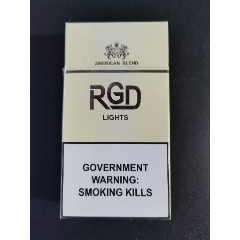 AMERICAN BLEND
RGD
LIGHTS
GOVERNMENT
WARNING:
SMOKING KILLS